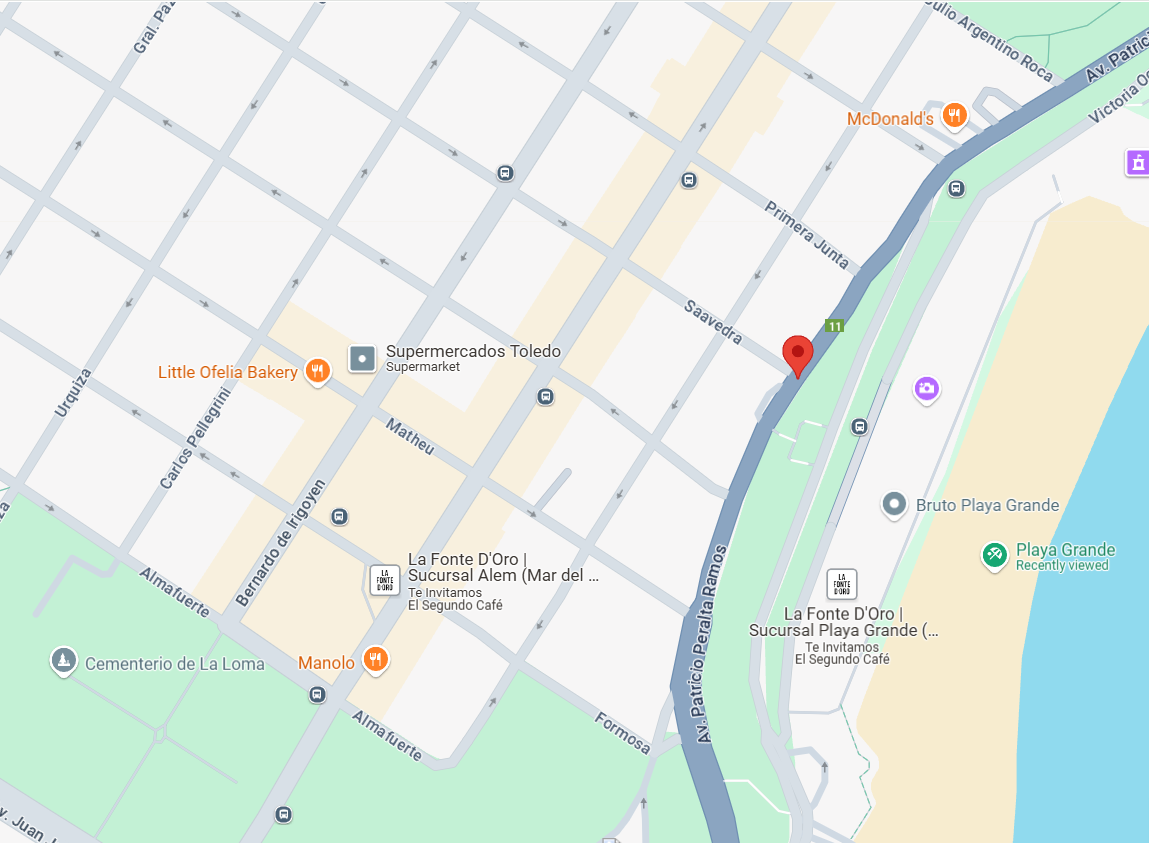 Gral. Paz
Julio Argentino Roca
Av. Patric
Victoria Oc
McDonald's
Primera Junta
Saavedra
11
Supermercados Toledo
Supermarket
Little Ofelia Bakery
Urquiza
Carlos Pellegrini
Matheu
Bernardo de Irigoyen
Bruto Playa Grande
Playa Grande
Recently viewed
La Fonte D'Oro |
Sucursal Alem (Mar del ...
Te Invitamos
El Segundo Café
LA
FONTE
D'ORO
Av. Patricio Peralta Ramos
LA
FONTE
D'ORO
La Fonte D'Oro |
Sucursal Playa Grande (...
Te Invitamos
El Segundo Café
Almafuerte
Cementerio de La Loma
Manolo
Almafuerte
Formosa
v. Juan